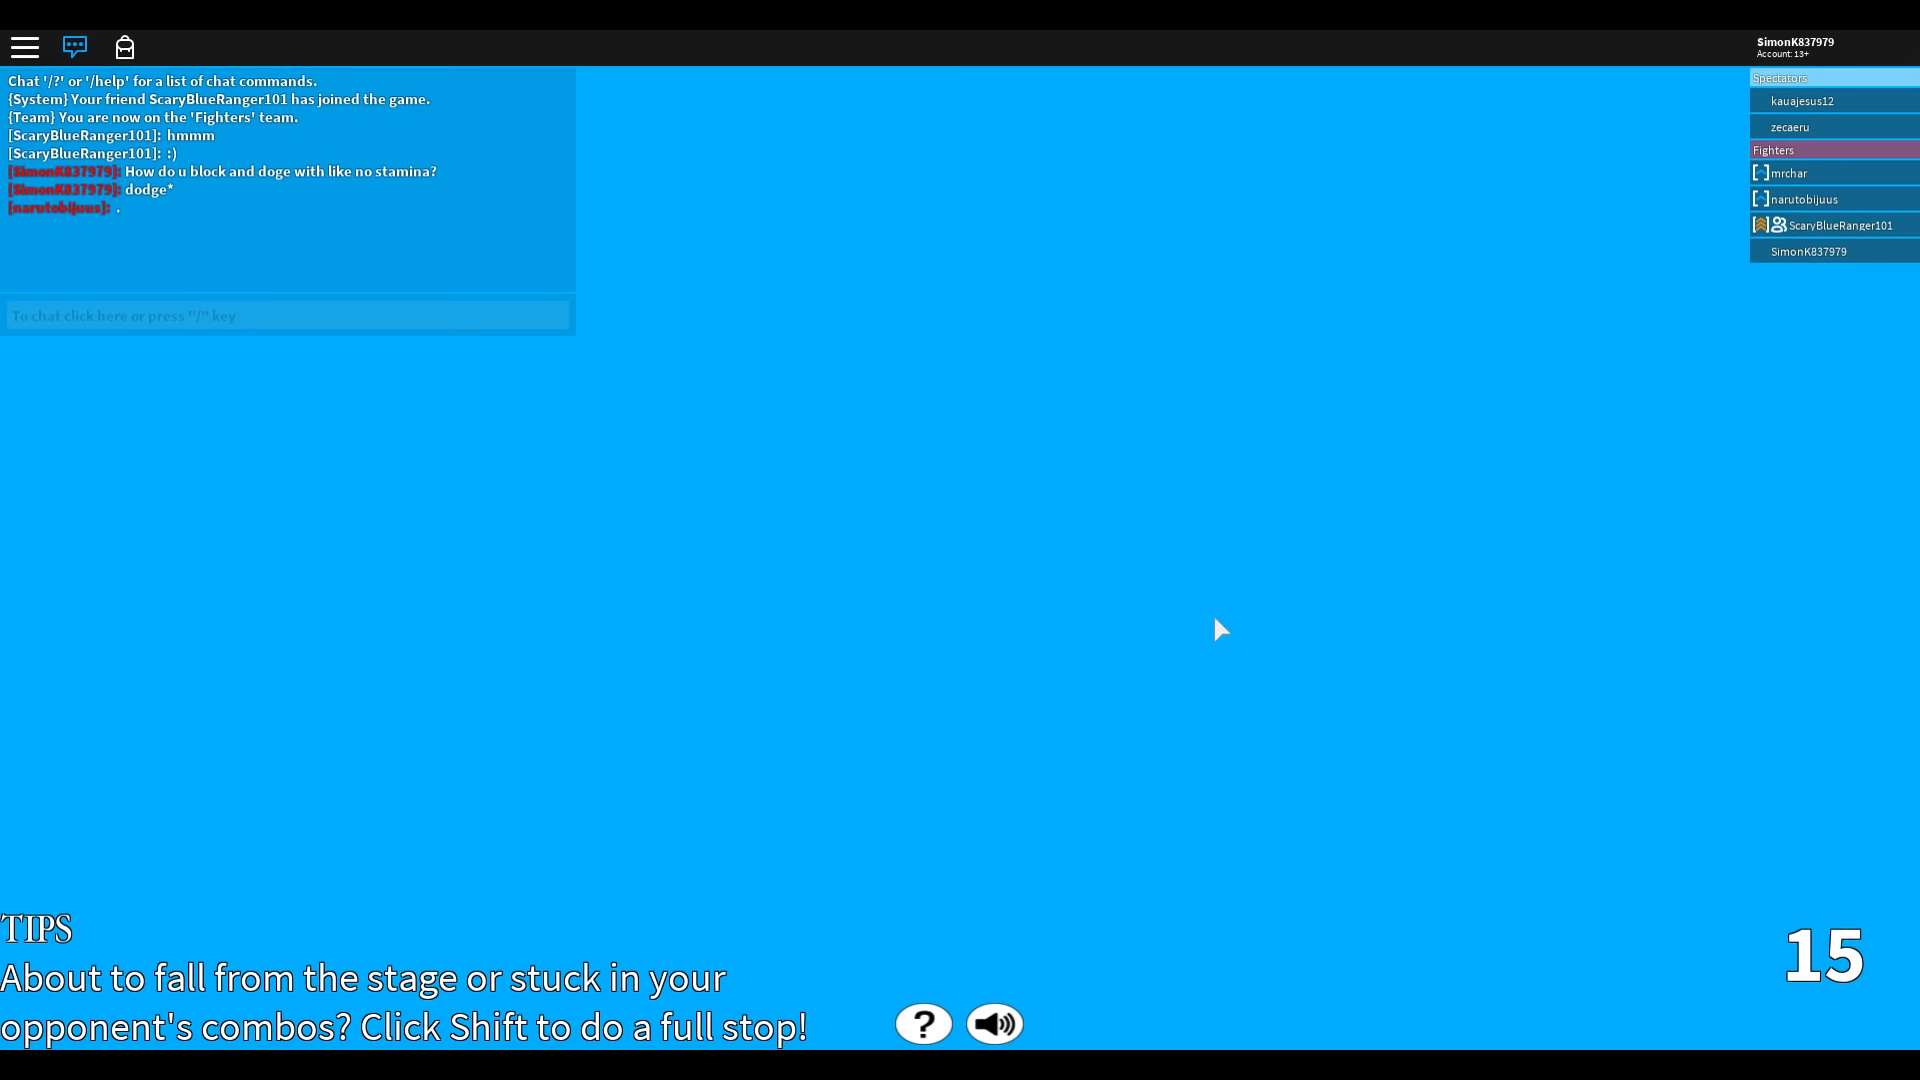 SimonK837979
Account: 13+
Chat '/?' or '/help' for a list of chat commands.
{System} Your friend ScaryBlueRanger101 has joined the game.
{Team} You are now on the 'Fighters' team.
[ScaryBlueRanger101]: hmmm
[ScaryBlueRanger101]: :)
[SimonK837979]: How do u block and doge with like no stamina?
[SimonK837979]: dodge*
[narutobijuus]: .
To chat click here or press "/" key
Spectators
kauajesus12
zecaeru
Fighters
mrchar
narutobijuus
ScaryBlueRanger101
SimonK837979
TIPS
About to fall from the stage or stuck in your
opponent's combos? Click Shift to do a full stop!
?
15